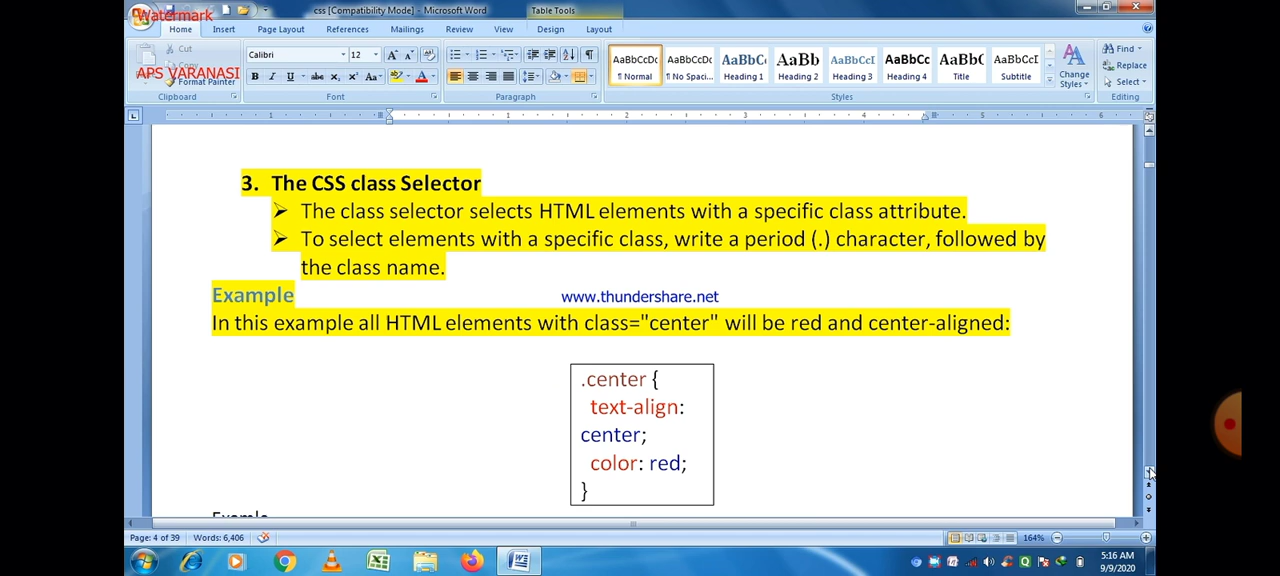 Watermark
css [Compatibility Mode] - Microsoft Word
Table Tools
Home Insert Page Layout References Mailings Review View Design Layout
Cut
Copy
Format Painter
APS VARANASI
Clipboard
Calibri 12
Font
Paragraph
AaBbCcDc AaBbCcDc AaBbC AaBb AaBbCcI AaBbCc AaBb( AaBbCcI
¶ Normal ¶ No Spaci... Heading 1 Heading 2 Heading 3 Heading 4 Title Subtitle
Change Styles
Styles
Find
Replace
Select
Editing
3. The CSS class Selector
➢ The class selector selects HTML elements with a specific class attribute.
➢ To select elements with a specific class, write a period (.) character, followed by
the class name.
Example
www.thundershare.net
In this example all HTML elements with class="center" will be red and center-aligned:
.center {
text-align:
center;
color: red;
}
Example
Page: 4 of 39 Words: 6,406 164%
5:16 AM
9/9/2020